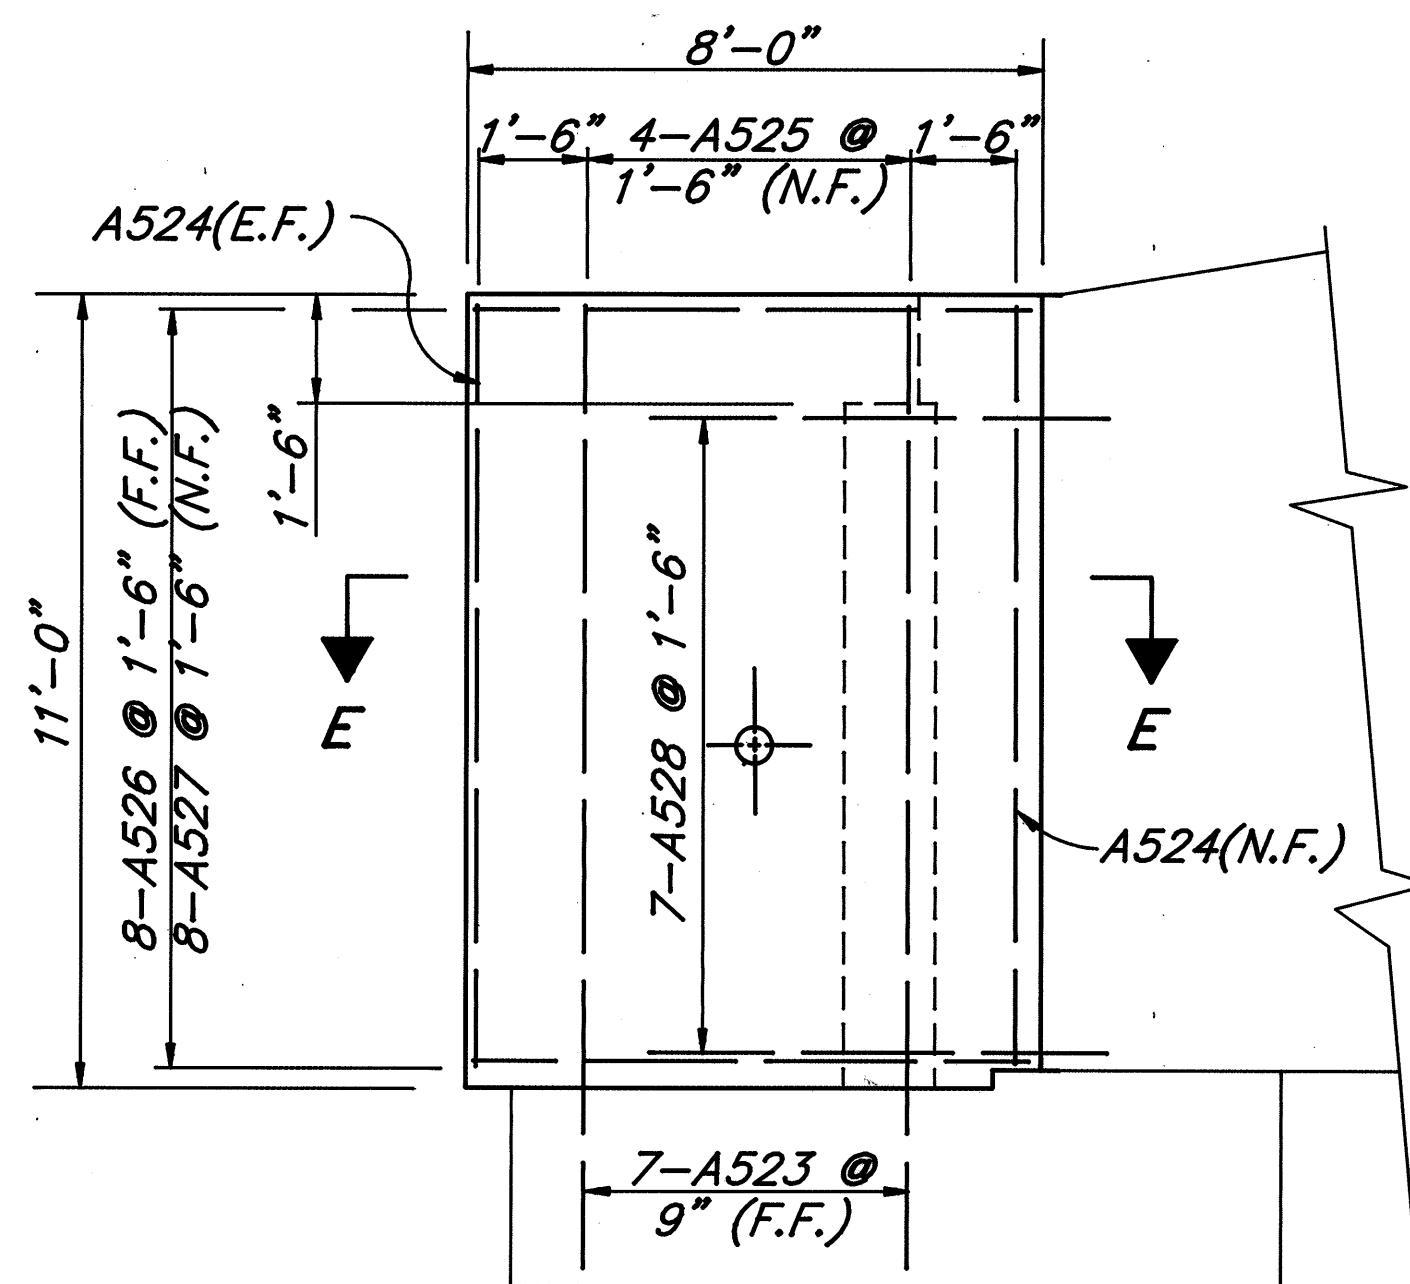 8'-0"
1'-6" 4-A525 @ 1'-6"
1'-6" (N.F.)
A524(E.F.)
11'-0"
8-A526 @ 1'-6" (F.F.)
8-A527 @ 1'-6" (N.F.)
1'-6"
7-A528 @ 1'-6"
E
E
A524(N.F.)
7-A523 @
9" (F.F.)